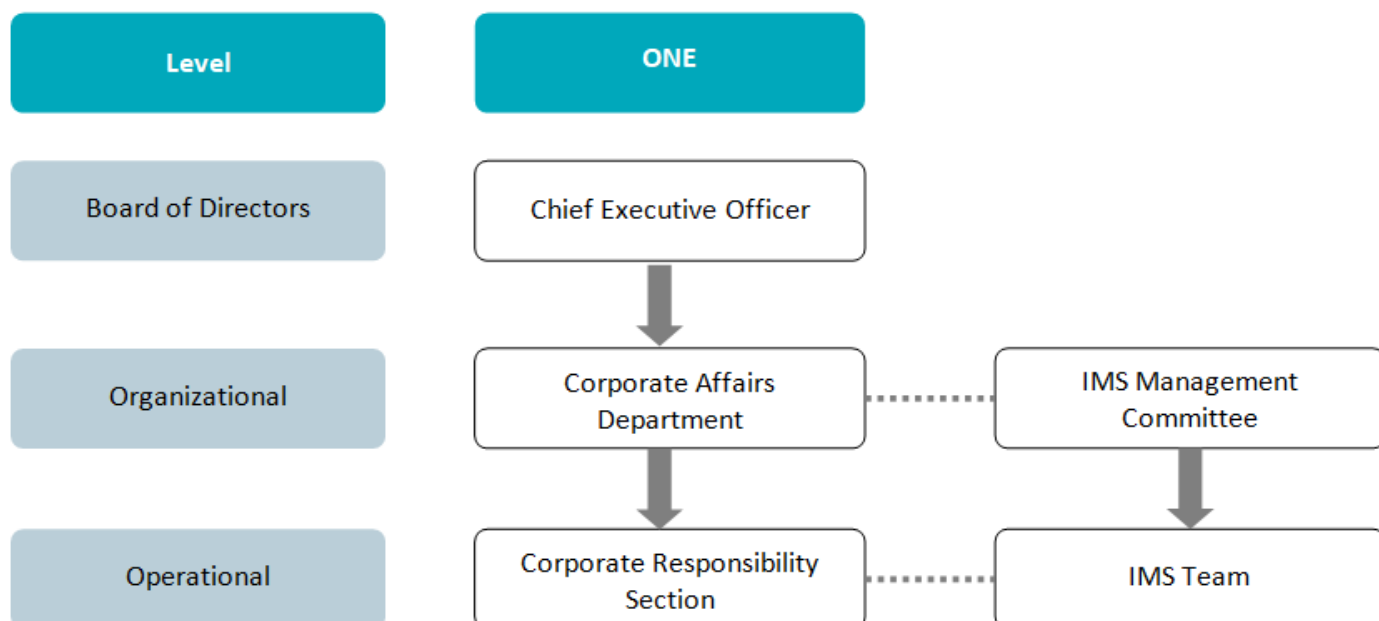 Level
ONE
Board of Directors
Chief Executive Officer
Organizational
Corporate Affairs
Department
IMS Management
Committee
Operational
Corporate Responsibility
Section
IMS Team